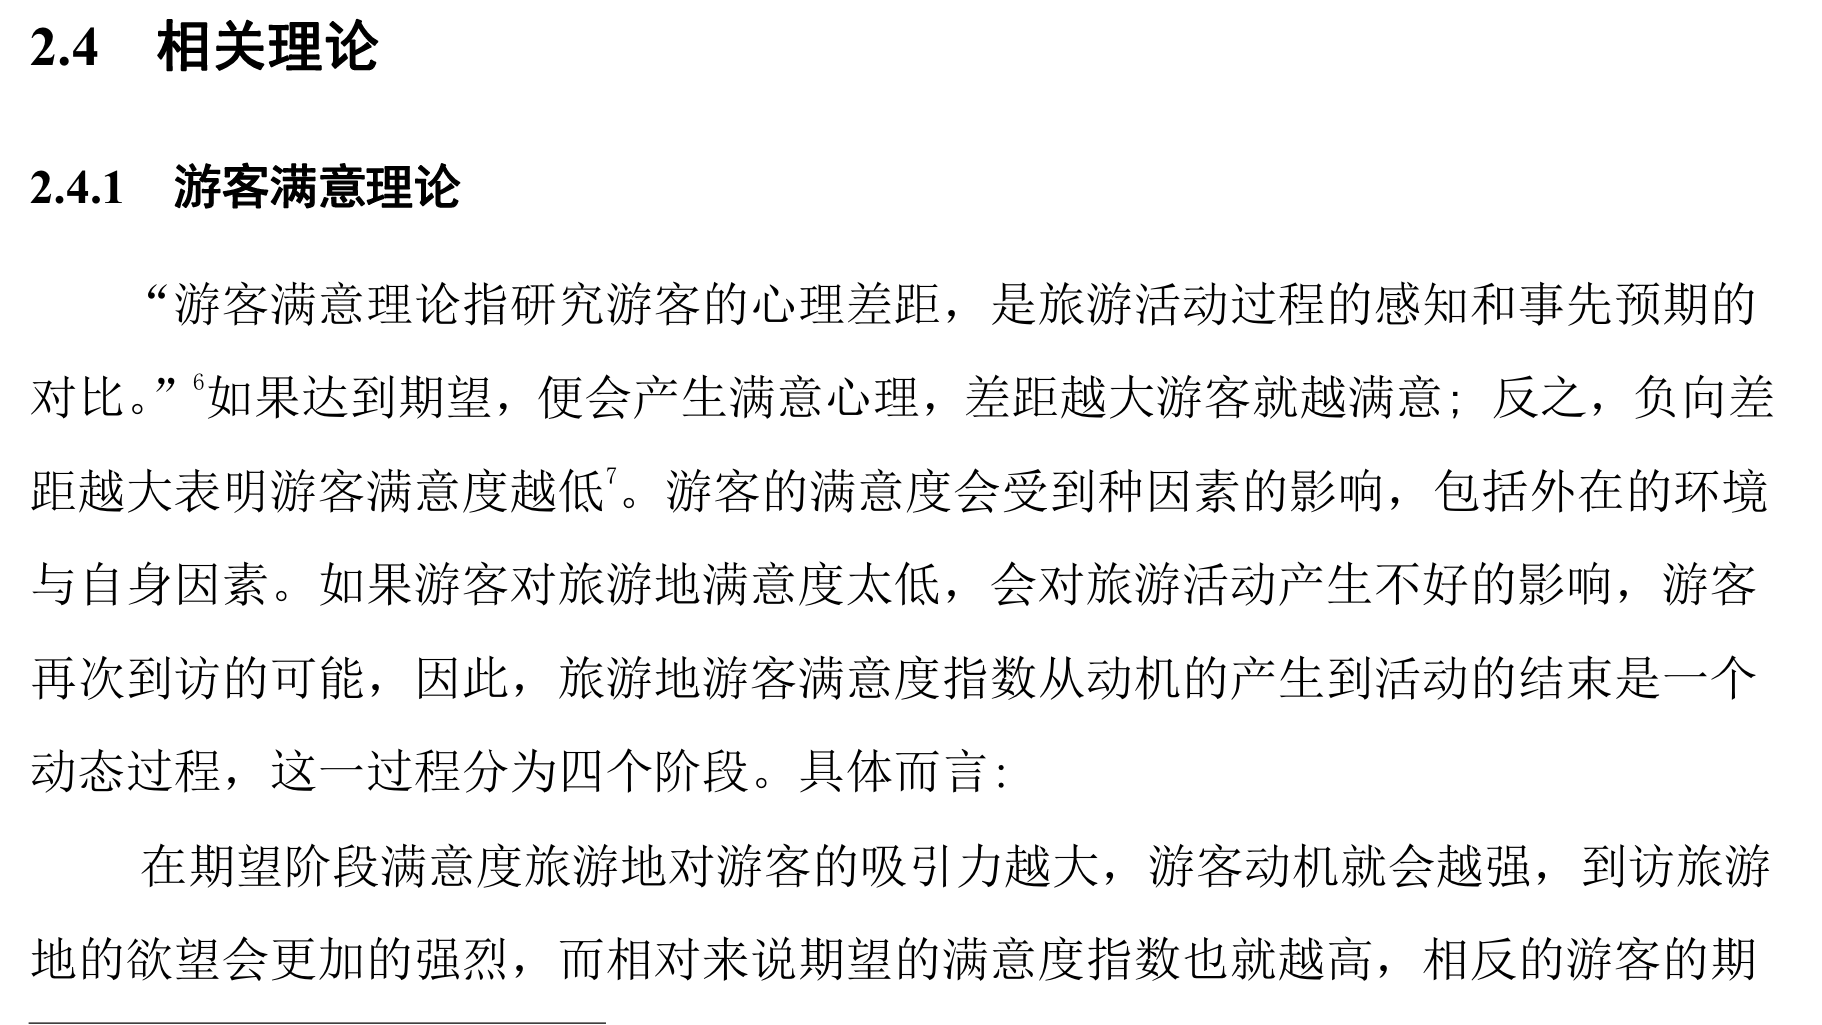 2.4 相关理论
2.4.1 游客满意理论
“游客满意理论指研究游客的心理差距，是旅游活动过程的感知和事先预期的
对比。”6如果达到期望，便会产生满意心理，差距越大游客就越满意；反之，负向差
距越大表明游客满意度越低7。游客的满意度会受到种因素的影响，包括外在的环境
与自身因素。如果游客对旅游地满意度太低，会对旅游活动产生不好的影响，游客
再次到访的可能，因此，旅游地游客满意度指数从动机的产生到活动的结束是一个
动态过程，这一过程分为四个阶段。具体而言：
在期望阶段满意度旅游地对游客的吸引力越大，游客动机就会越强，到访旅游
地的欲望会更加的强烈，而相对来说期望的满意度指数也就越高，相反的游客的期